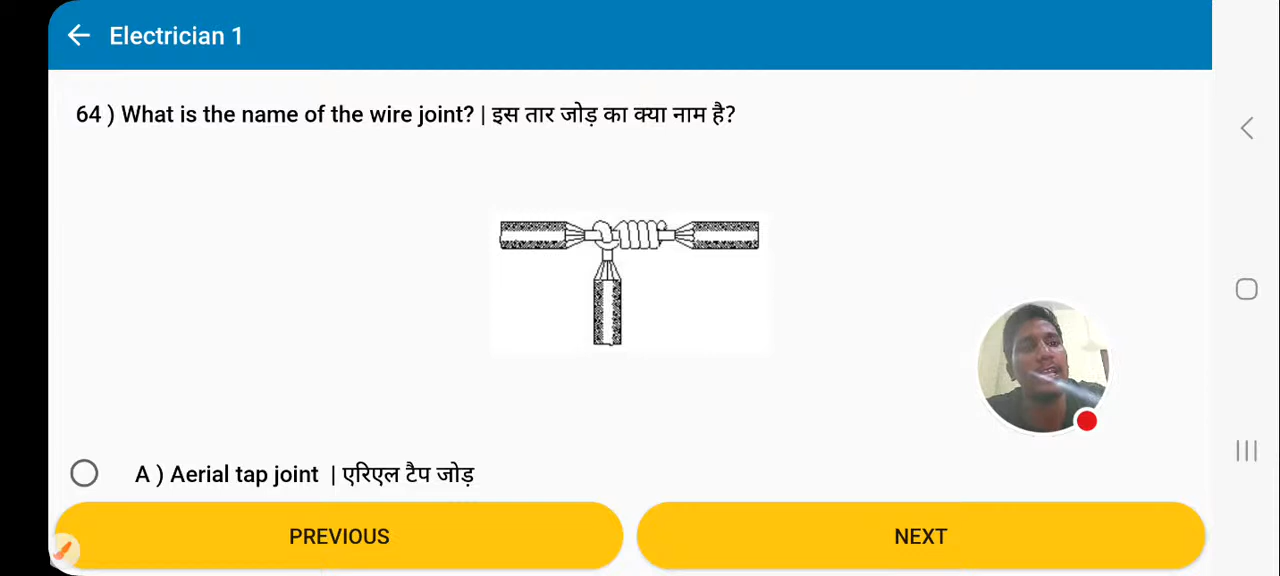 Electrician 1
64 ) What is the name of the wire joint? | इस तार जोड़ का क्या नाम है?
A ) Aerial tap joint | एरिएल टैप जोड़
PREVIOUS
NEXT